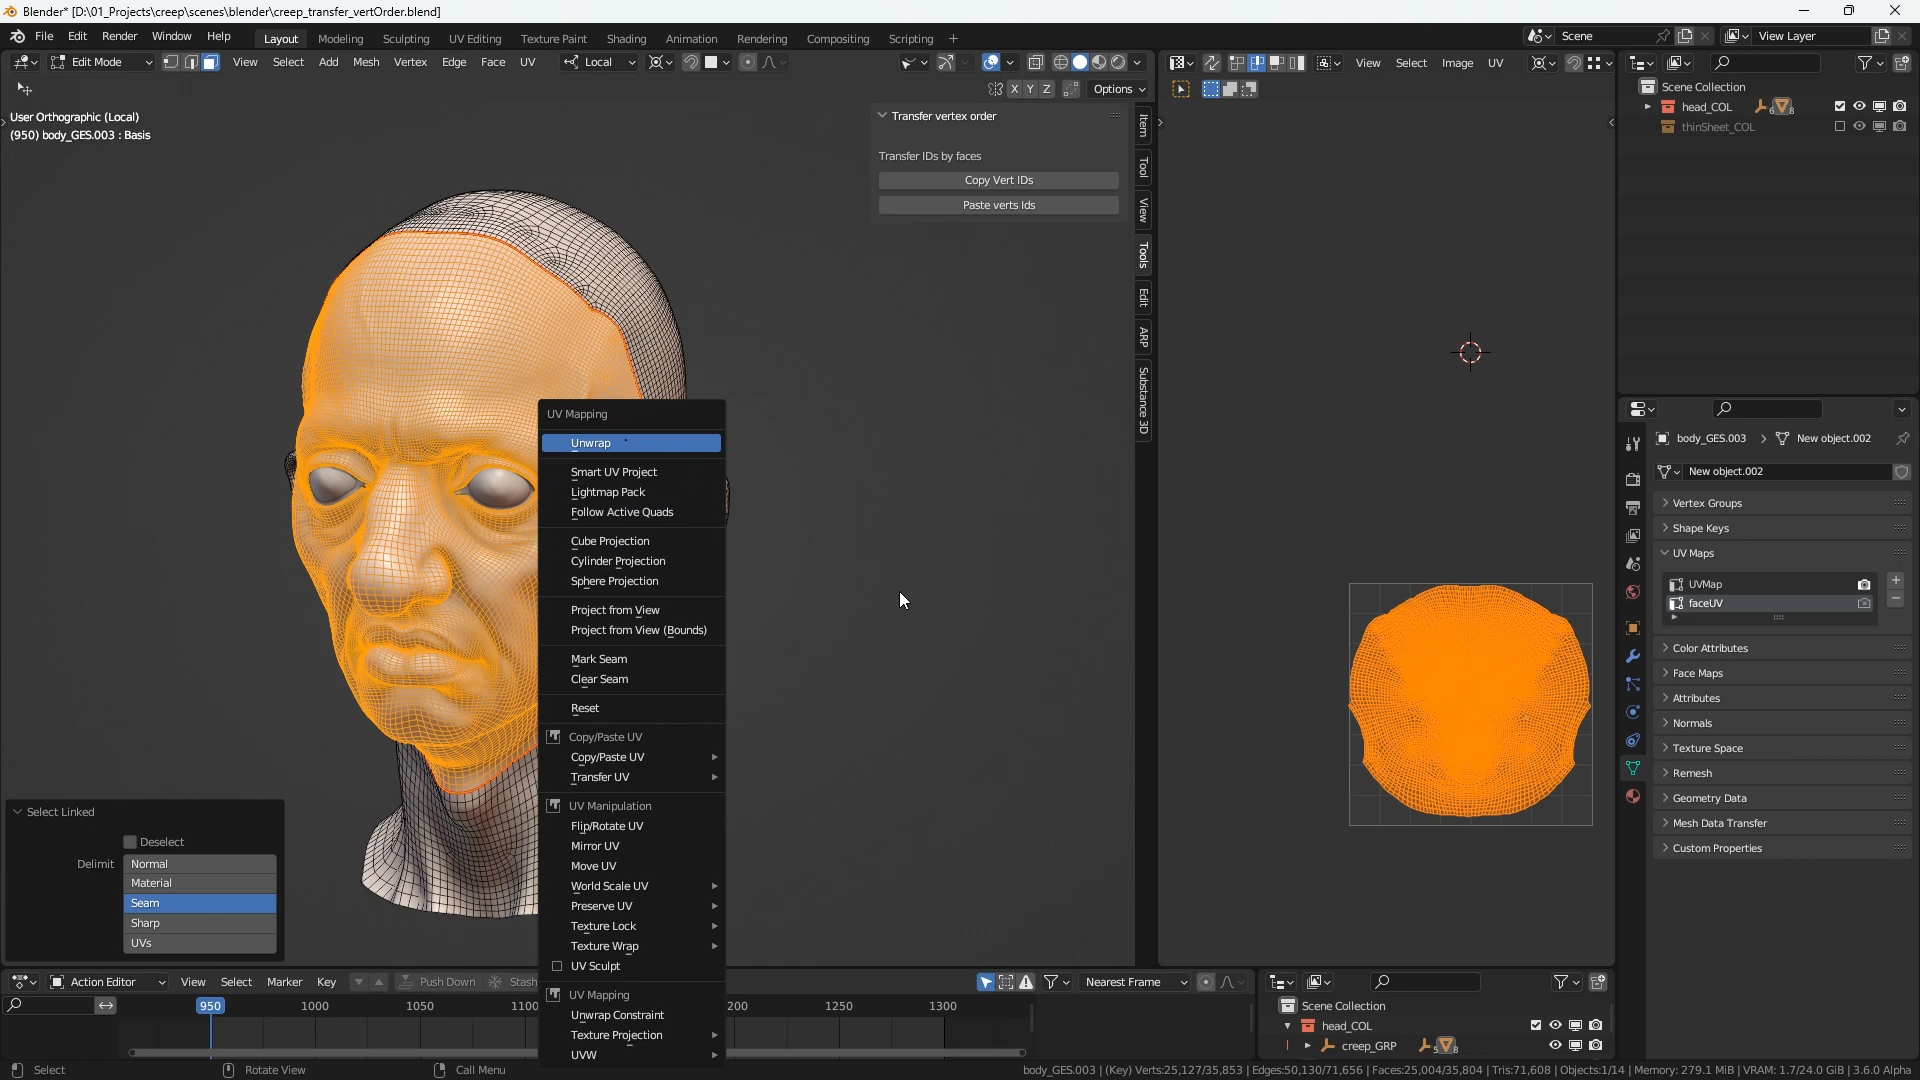 Blender* [D:\01_Projects\creep\scenes\blender\creep_transfer_vertOrder.blend]
File Edit Render Window Help
Layout Modeling Sculpting UV Editing Texture Paint Shading Animation Rendering Compositing Scripting +
Scene
View Layer
Edit Mode View Select Add Mesh Vertex Edge Face UV Local
View Select Image UV
X Y Z Options
User Orthographic (Local)
(950) body_GES.003 : Basis
Transfer vertex order
Transfer IDs by faces
Copy Vert IDs
Paste verts Ids
Item
Tool
View
Tools
Edit
ARP
Substance 3D
Scene Collection
head_COL 6 8
thinSheet_COL
body_GES.003 New object.002
New object.002
Vertex Groups
Shape Keys
UV Maps
UVMap
faceUV
Color Attributes
Face Maps
Attributes
Normals
Texture Space
Remesh
Geometry Data
Mesh Data Transfer
Custom Properties
UV Mapping
Unwrap
Smart UV Project
Lightmap Pack
Follow Active Quads
Cube Projection
Cylinder Projection
Sphere Projection
Project from View
Project from View (Bounds)
Mark Seam
Clear Seam
Reset
Copy/Paste UV
Copy/Paste UV
Transfer UV
UV Manipulation
Flip/Rotate UV
Mirror UV
Move UV
World Scale UV
Preserve UV
Texture Lock
Texture Wrap
UV Sculpt
UV Mapping
Unwrap Constraint
Texture Projection
UVW
Select Linked
Deselect
Delimit Normal
Material
Seam
Sharp
UVs
Action Editor View Select Marker Key Push Down Stash
Nearest Frame
950 1000 1050 1100 200 1250 1300
Scene Collection
head_COL
creep_GRP 5 8
Select Rotate View Call Menu
body_GES.003 | (Key) Verts:25,127/35,853 | Edges:50,130/71,656 | Faces:25,004/35,804 | Tris:71,608 | Objects:1/14 | Memory: 279.1 MiB | VRAM: 1.7/24.0 GiB | 3.6.0 Alpha